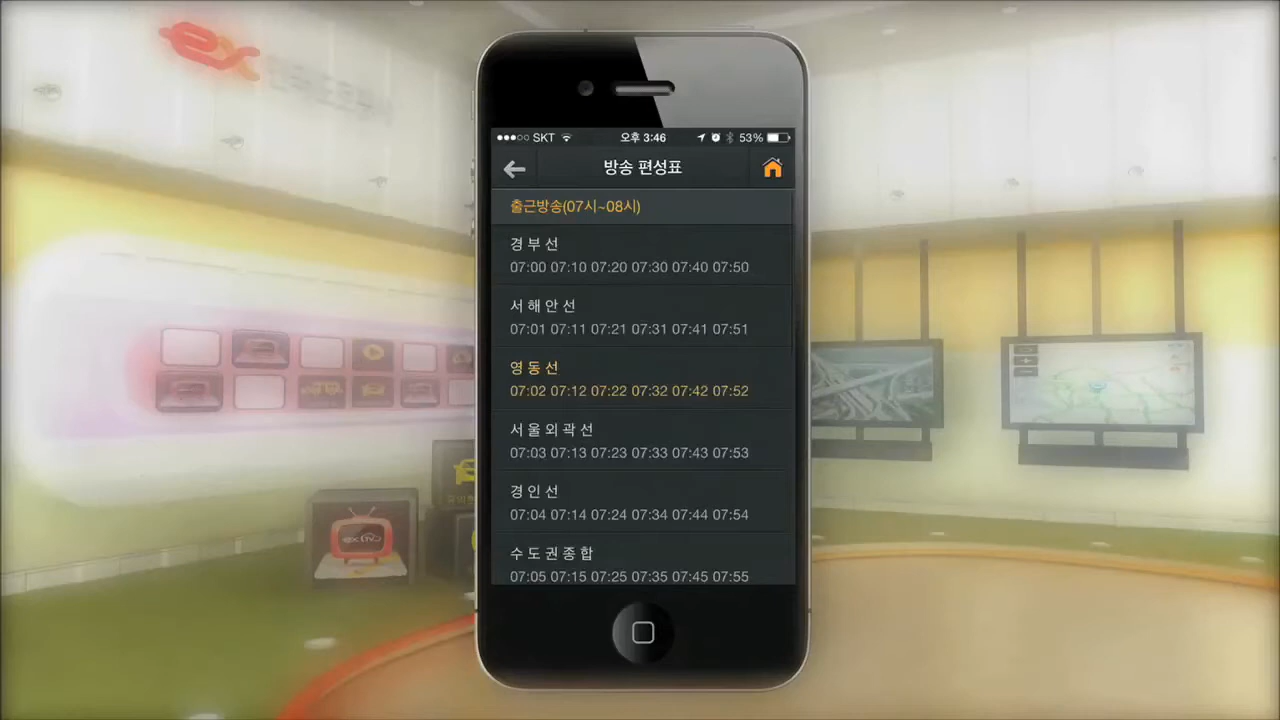 ex
SKT
오후 3:46
53%
방송 편성표
출근방송(07시~08시)
경부선
07:00 07:10 07:20 07:30 07:40 07:50
서해안선
07:01 07:11 07:21 07:31 07:41 07:51
영동선
07:02 07:12 07:22 07:32 07:42 07:52
서울외곽선
07:03 07:13 07:23 07:33 07:43 07:53
경인선
07:04 07:14 07:24 07:34 07:44 07:54
수도권종합
07:05 07:15 07:25 07:35 07:45 07:55